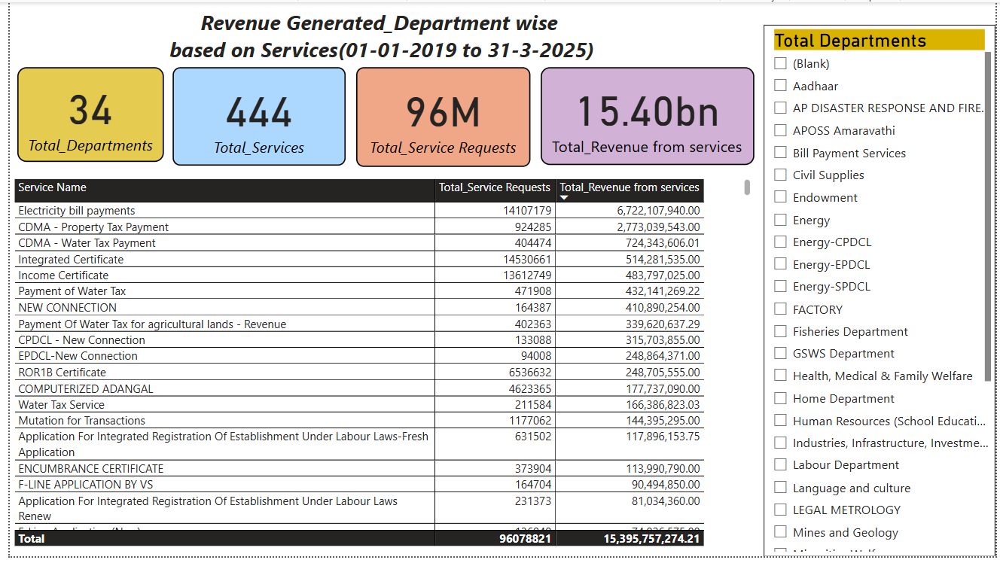 Revenue Generated_Department wise
based on Services(01-01-2019 to 31-3-2025)
34
Total_Departments
444
Total_Services
96M
Total_Service Requests
15.40bn
Total_Revenue from services
Service Name Total_Service Requests Total_Revenue from services
Electricity bill payments 14107179 6,722,107,940.00
CDMA - Property Tax Payment 924285 2,773,039,543.00
CDMA - Water Tax Payment 404474 724,343,606.01
Integrated Certificate 14530661 514,281,535.00
Income Certificate 13612749 483,797,025.00
Payment of Water Tax 471908 432,141,269.22
NEW CONNECTION 164387 410,890,254.00
Payment Of Water Tax for agricultural lands - Revenue 402363 339,620,637.29
CPDCL - New Connection 133088 315,703,855.00
EPDCL-New Connection 94008 248,864,371.00
ROR1B Certificate 6536632 248,705,555.00
COMPUTERIZED ADANGAL 4623365 177,737,090.00
Water Tax Service 211584 166,386,823.03
Mutation for Transactions 1177062 144,395,295.00
Application For Integrated Registration Of Establishment Under Labour Laws-Fresh 631502 117,896,153.75
Application
ENCUMBRANCE CERTIFICATE 373904 113,990,790.00
F-LINE APPLICATION BY VS 164704 90,494,850.00
Application For Integrated Registration Of Establishment Under Labour Laws 231373 81,034,360.00
Renew
Total 96078821 15,395,757,274.21
Total Departments
(Blank)
Aadhaar
AP DISASTER RESPONSE AND FIRE.
APOSS Amaravathi
Bill Payment Services
Civil Supplies
Endowment
Energy
Energy-CPDCL
Energy-EPDCL
Energy-SPDCL
FACTORY
Fisheries Department
GSWS Department
Health, Medical & Family Welfare
Home Department
Human Resources (School Educati...
Industries, Infrastructure, Investme...
Labour Department
Language and culture
LEGAL METROLOGY
Mines and Geology